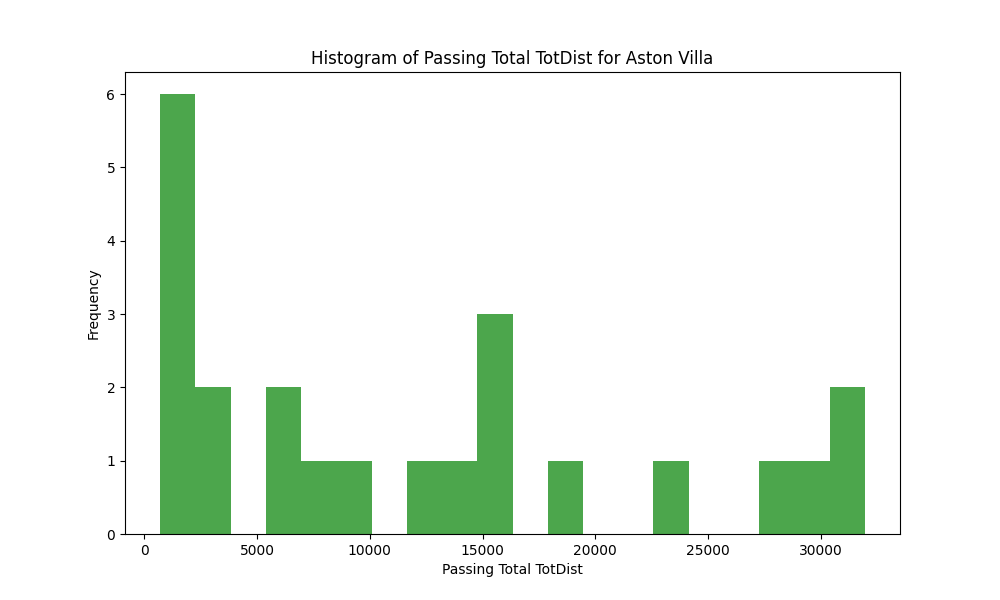 Histogram of Passing Total TotDist for Aston Villa
6
5
4
3
2
1
0
Frequency
0 5000 10000 15000 20000 25000 30000
Passing Total TotDist